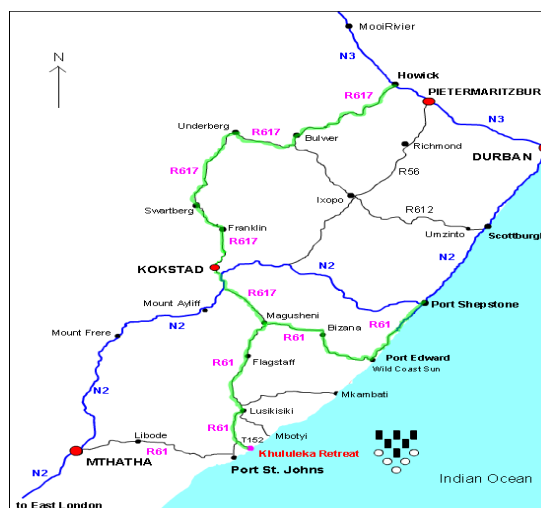 MooiRivier
N3
N
Howick
R617
PIETERMARITZBUR
N3
Underberg
R617
Bulwer
Richmond
DURBAN
R56
R617
Ixopo
Swartberg
R612
Franklin
Umzinto
Scottburgh
R617
N2
KOKSTAD
N2
R617
Mount Ayliff
Port Shepstone
N2
Magusheni
R61
Bizana
Mount Frere
R61
Port Edward
R61
Flagstaff
Wild Coast Sun
N2
Mkambati
Lusikisiki
R61
Libode
Mbotyi
T152
R61
Khululeka Retreat
MTHATHA
Port St. Johns
N2
Indian Ocean
to East London